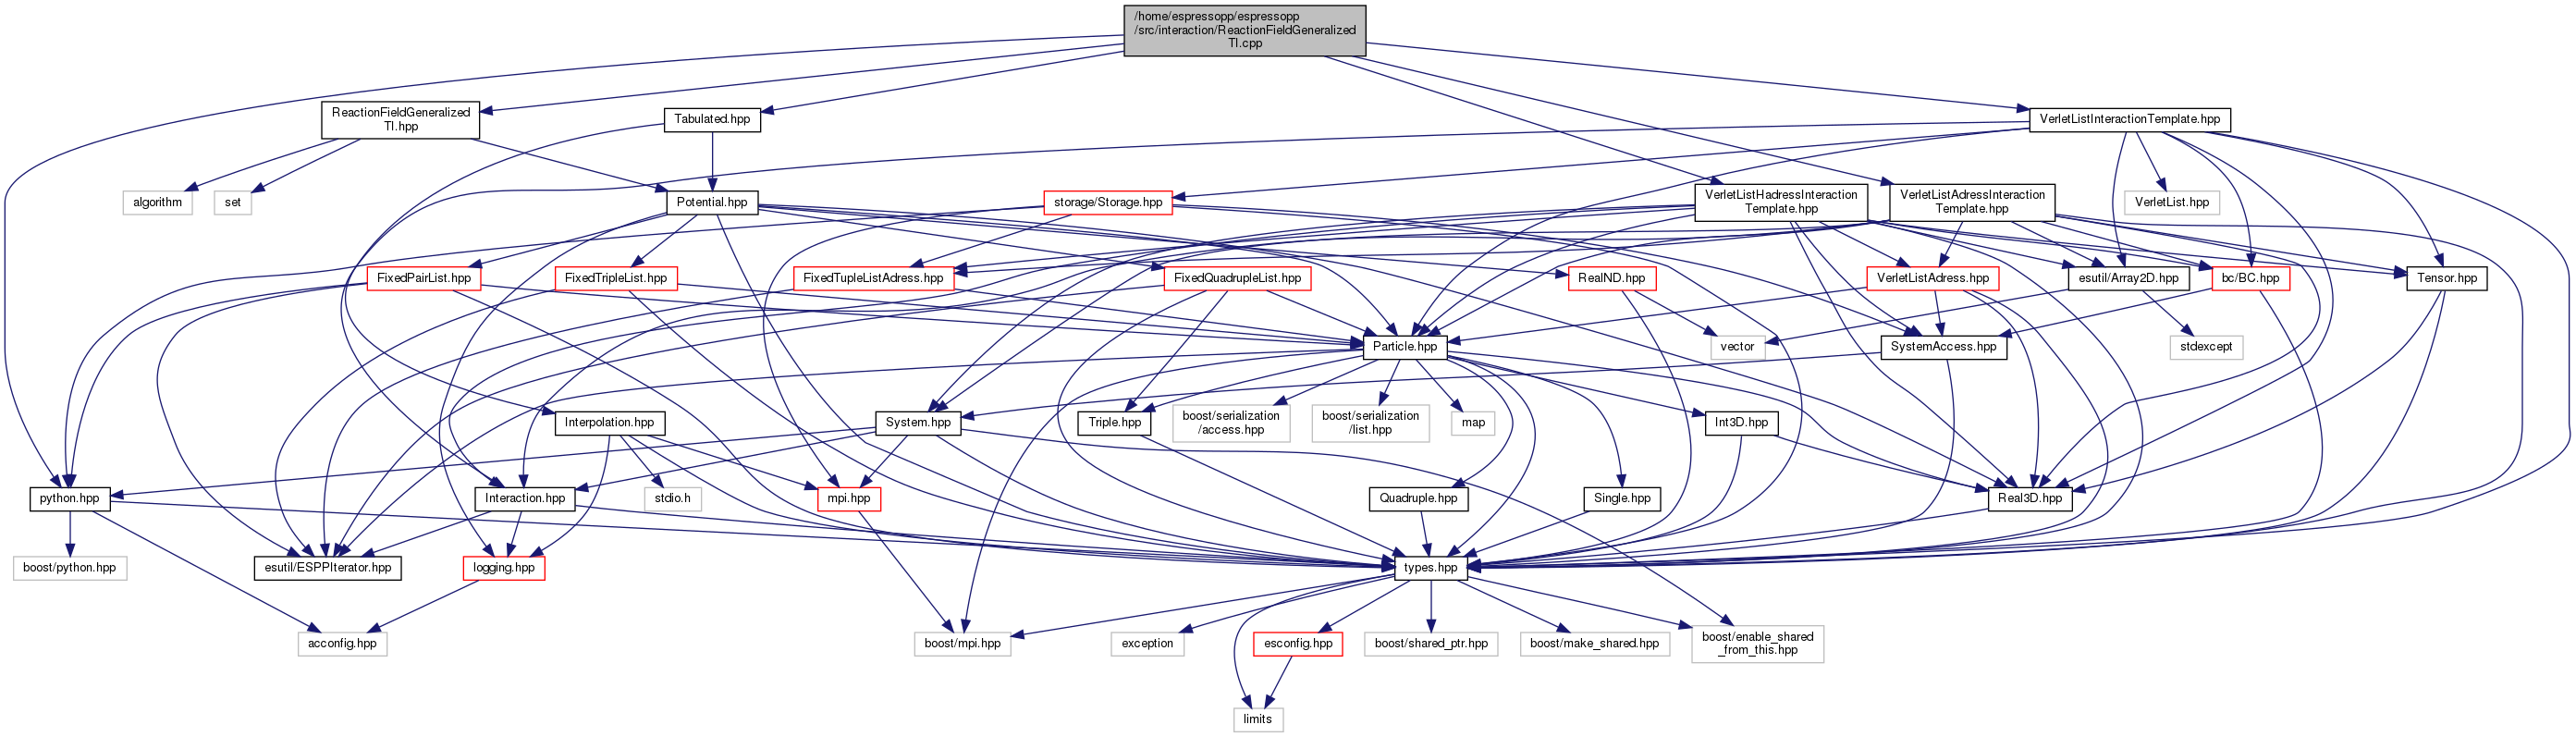 /home/espressopp/espressopp
/src/interaction/ReactionFieldGeneralized
TI.cpp
ReactionFieldGeneralized
TI.hpp
Tabulated.hpp
VerletListInteractionTemplate.hpp
algorithm
set
Potential.hpp
storage/Storage.hpp
VerletListHadressInteraction
Template.hpp
VerletListAdressInteraction
Template.hpp
VerletList.hpp
FixedPairList.hpp
FixedTripleList.hpp
FixedTupleListAdress.hpp
FixedQuadrupleList.hpp
RealND.hpp
VerletListAdress.hpp
esutil/Array2D.hpp
bc/BC.hpp
Tensor.hpp
Particle.hpp
vector
SystemAccess.hpp
stdexcept
Interpolation.hpp
System.hpp
Triple.hpp
boost/serialization
/access.hpp
boost/serialization
/list.hpp
map
Int3D.hpp
python.hpp
Interaction.hpp
stdio.h
mpi.hpp
Quadruple.hpp
Single.hpp
Real3D.hpp
boost/python.hpp
esutil/ESPPIterator.hpp
logging.hpp
types.hpp
acconfig.hpp
boost/mpi.hpp
exception
esconfig.hpp
boost/shared_ptr.hpp
boost/make_shared.hpp
boost/enable_shared
_from_this.hpp
limits